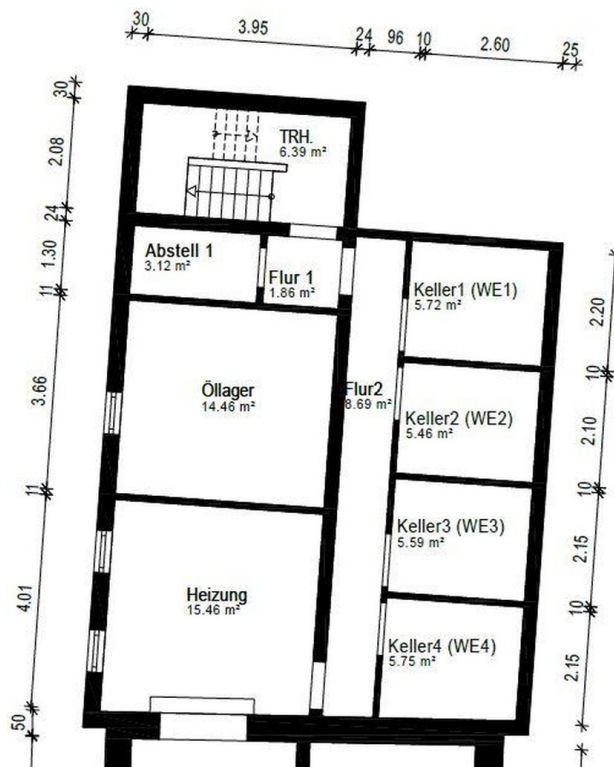 30 3.95 24 96 10 2.60 25
30
2.08
24
1.30
11
3.66
11
4.01
50
TRH.
6.39 m²
Abstell 1
3.12 m²
Flur 1
1.86 m²
Keller1 (WE1)
5.72 m²
Öllager
14.46 m²
Flur2
8.69 m²
Keller2 (WE2)
5.46 m²
Keller3 (WE3)
5.59 m²
Heizung
15.46 m²
Keller4 (WE4)
5.75 m²
2.20
10
2.10
10
2.15
10
2.15